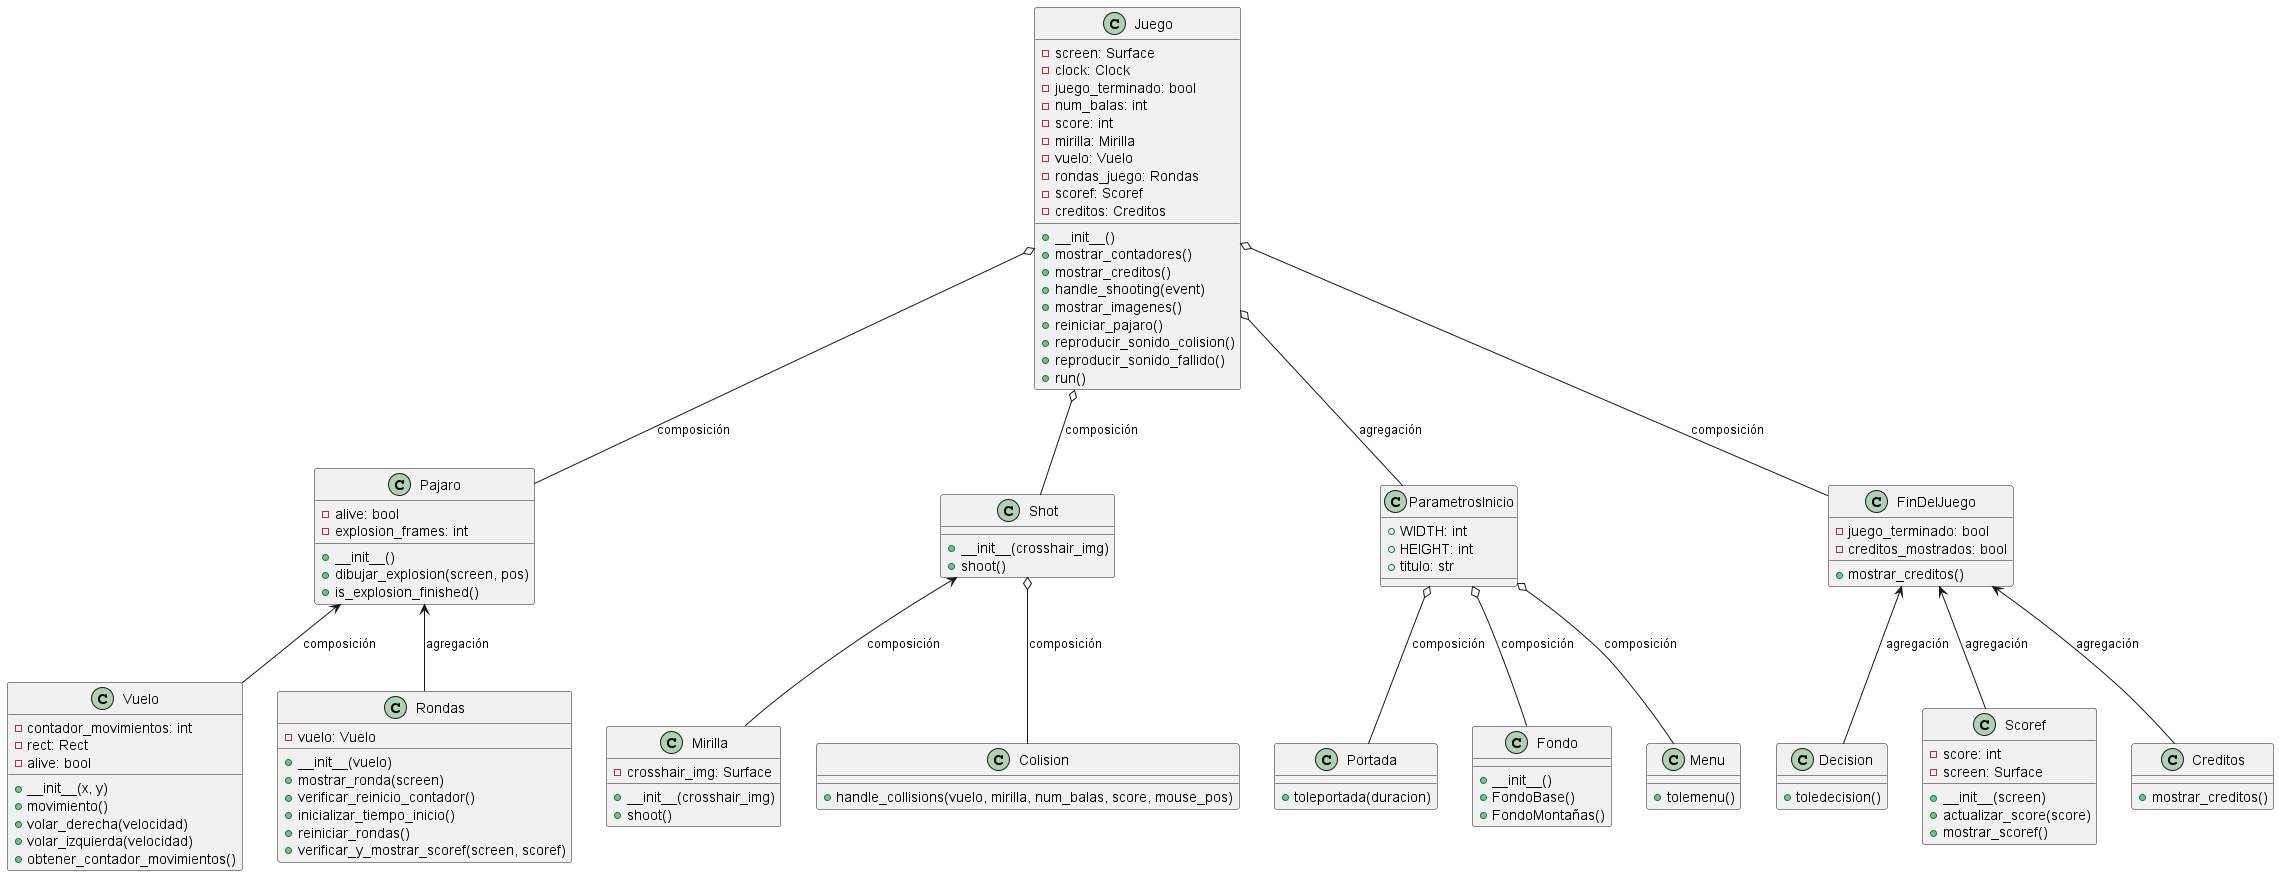 C Juego
screen: Surface
clock: Clock
juego_terminado: bool
num_balas: int
score: int
mirilla: Mirilla
vuelo: Vuelo
rondas_juego: Rondas
scoref: Scoref
creditos: Creditos
__init__()
mostrar_contadores()
mostrar_creditos()
handle_shooting(event)
mostrar_imagenes()
reiniciar_pajaro()
reproducir_sonido_colision()
reproducir_sonido_fallido()
run()
composición
composición
agregación
composición
C Pajaro
alive: bool
explosion_frames: int
__init__()
dibujar_explosion(screen, pos)
is_explosion_finished()
C Shot
__init__(crosshair_img)
shoot()
C ParametrosInicio
WIDTH: int
HEIGHT: int
titulo: str
C FinDelJuego
juego_terminado: bool
creditos_mostrados: bool
mostrar_creditos()
composición
agregación
composición
composición
composición
composición
composición
agregación
agregación
agregación
C Vuelo
contador_movimientos: int
rect: Rect
alive: bool
__init__(x, y)
movimiento()
volar_derecha(velocidad)
volar_izquierda(velocidad)
obtener_contador_movimientos()
C Rondas
vuelo: Vuelo
__init__(vuelo)
mostrar_ronda(screen)
verificar_reinicio_contador()
inicializar_tiempo_inicio()
reiniciar_rondas()
verificar_y_mostrar_scoref(screen, scoref)
C Mirilla
crosshair_img: Surface
__init__(crosshair_img)
shoot()
C Colision
handle_collisions(vuelo, mirilla, num_balas, score, mouse_pos)
C Portada
toleportada(duracion)
C Fondo
__init__()
FondoBase()
FondoMontañas()
C Menu
tolemenu()
C Decision
toledecision()
C Scoref
score: int
screen: Surface
__init__(screen)
actualizar_score(score)
mostrar_scoref()
C Creditos
mostrar_creditos()